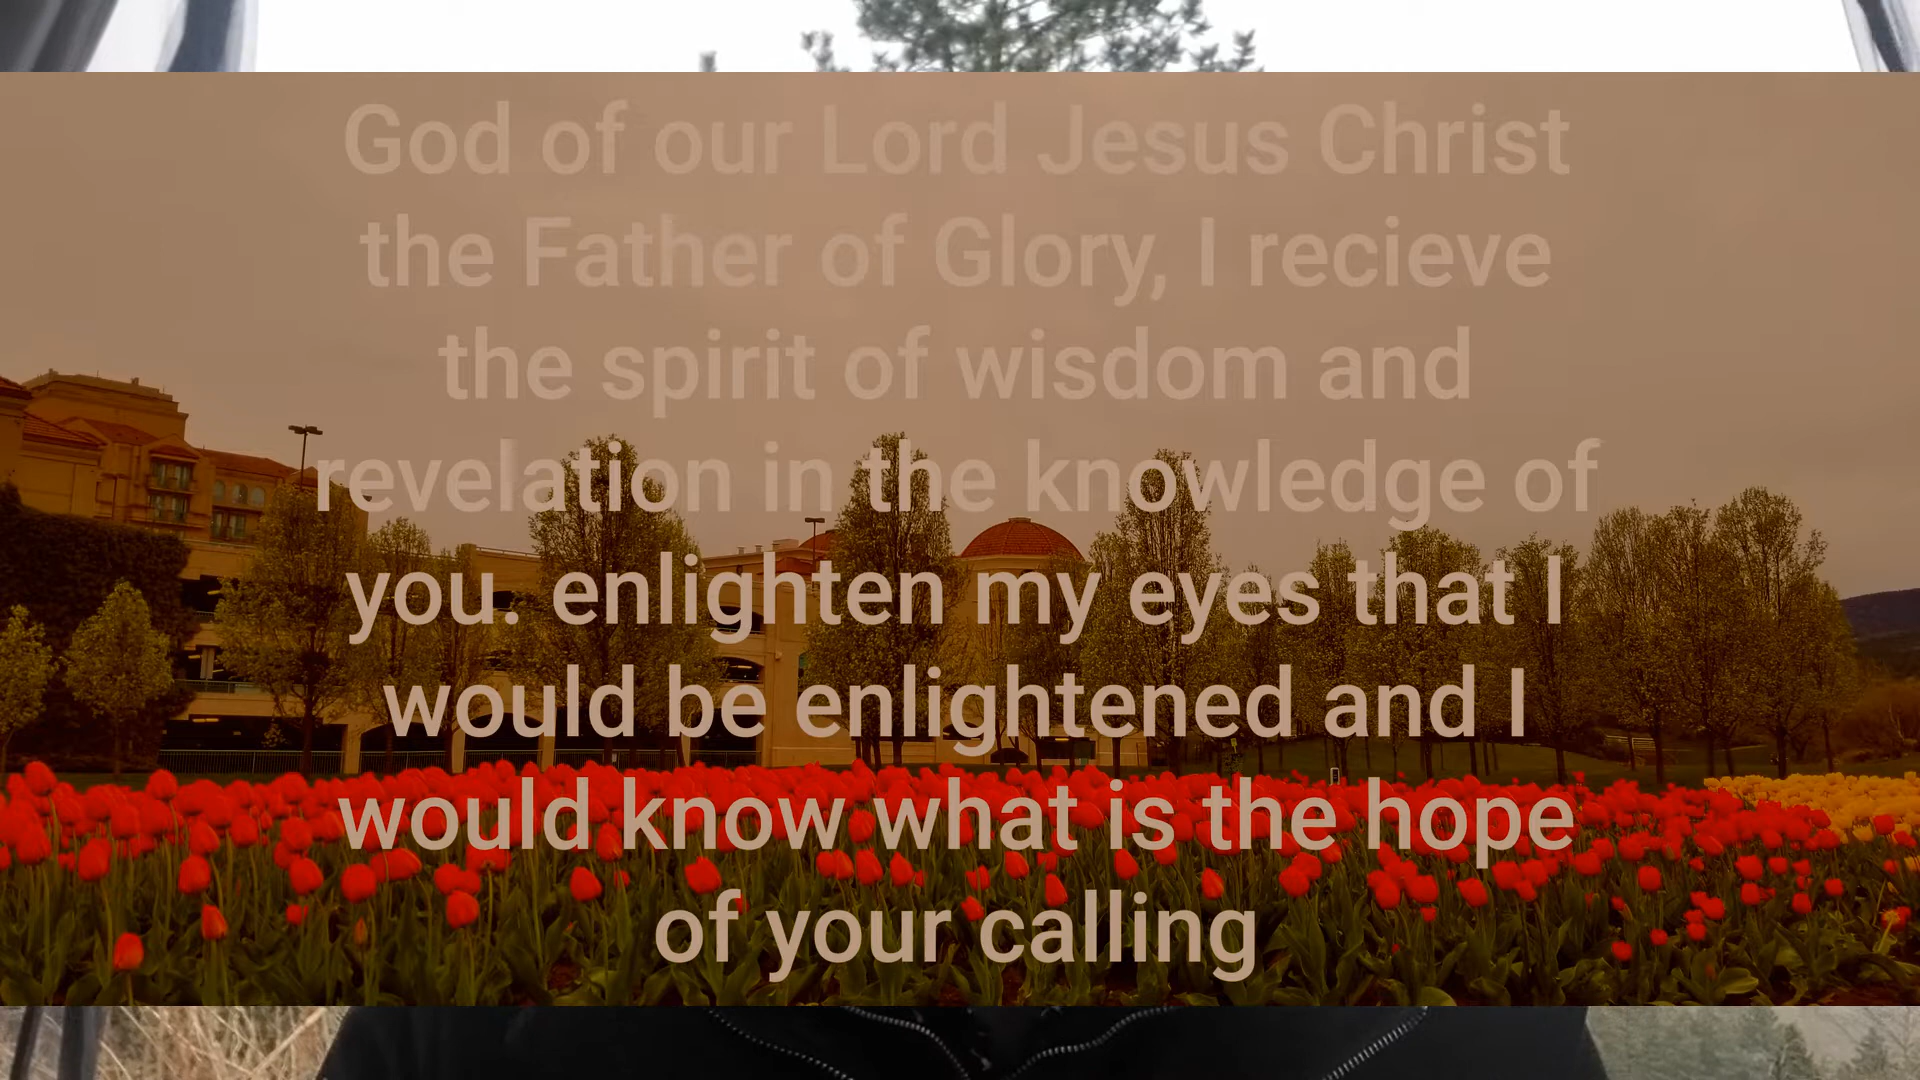 God of our Lord Jesus Christ
the Father of Glory, I recieve
the spirit of wisdom and
revelation in the knowledge of
you. enlighten my eyes that I
would be enlightened and I
would know what is the hope
of your calling